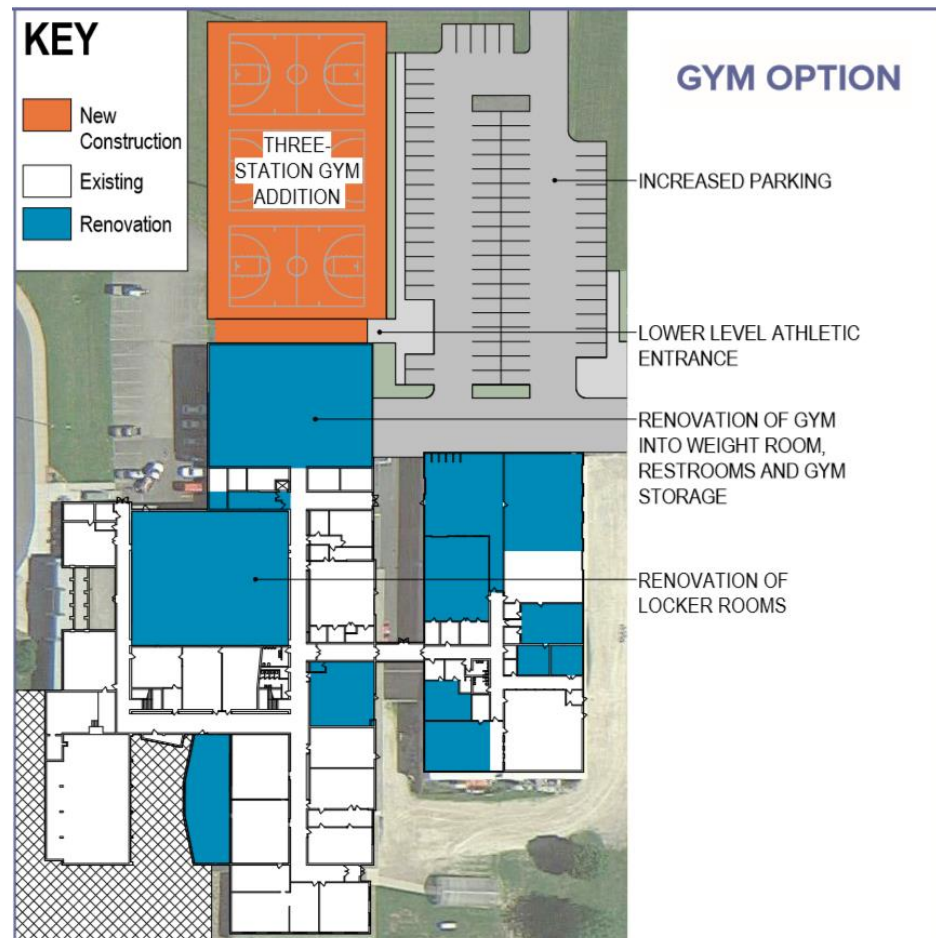 KEY
New
Construction
Existing
Renovation
GYM OPTION
THREE-
STATION GYM
ADDITION
INCREASED PARKING
LOWER LEVEL ATHLETIC
ENTRANCE
RENOVATION OF GYM
INTO WEIGHT ROOM,
RESTROOMS AND GYM
STORAGE
RENOVATION OF
LOCKER ROOMS